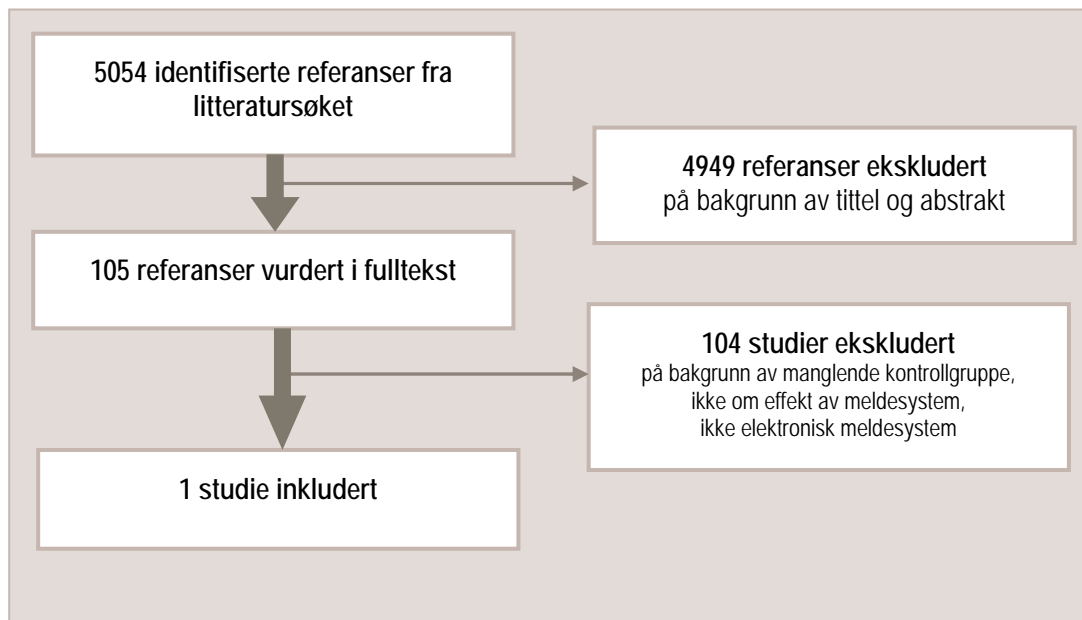 5054 identifiserte referanser fra
litteratursøket
4949 referanser ekskludert
på bakgrunn av tittel og abstrakt
105 referanser vurdert i fulltekst
104 studier ekskludert
på bakgrunn av manglende kontrollgruppe,
ikke om effekt av meldesystem,
ikke elektronisk meldesystem
1 studie inkludert